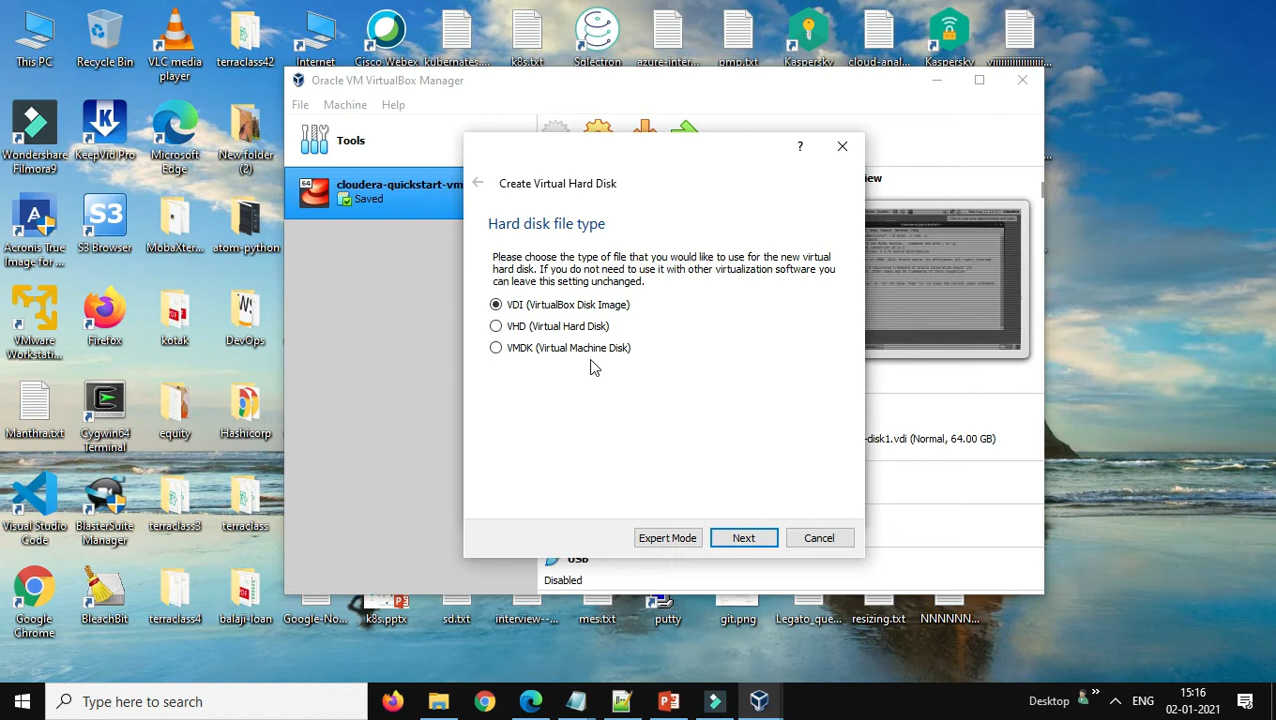 This PC
Recycle Bin
VLC media
player
terraclass42
Internet
Cisco Webex
kubernetes....
k8s.txt
Salectron
azure-inter...
pmp.txt
Kaspersky
cloud-anal...
Kaspersky
Oracle VM VirtualBox Manager
File
Machine
Help
Tools
cloudera-quickstart-vm
64
Saved
Create Virtual Hard Disk
Hard disk file type
Please choose the type of file that you would like to use for the new virtual
hard disk. If you do not need to use it with other virtualization software you
can leave this setting unchanged.
VDI (VirtualBox Disk Image)
VHD (Virtual Hard Disk)
VMDK (Virtual Machine Disk)
Expert Mode
Next
Cancel
-disk1.vdi (Normal, 64.00 GB)
USB
Disabled
Wondershare
Filmora9
KeepVid Pro
Microsoft
Edge
New folder
(2)
Acronis True
Image for ...
S3 Browser
MobaXterm
atom-python
VMware
Workstati...
Firefox
kotak
DevOps
Manthra.txt
Cygwin64
Terminal
equity
Hashicorp
Visual Studio
Code
BlasterSuite
Manager
terraclass3
terraclass
Google
Chrome
BleachBit
terraclass4
balaji-loan
Google-No...
k8s.pptx
sd.txt
interview--...
mes.txt
putty
git.png
Legato_que...
resizing.txt
NNNNNN...
Type here to search
Desktop
ENG
15:16
02-01-2021